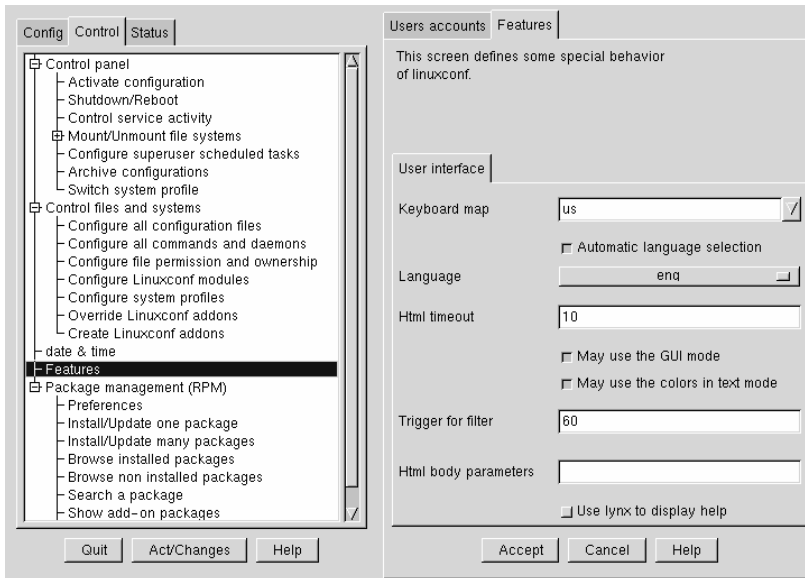 Config Control Status
Control panel
Activate configuration
Shutdown/Reboot
Control service activity
Mount/Unmount file systems
Configure superuser scheduled tasks
Archive configurations
Switch system profile
Control files and systems
Configure all configuration files
Configure all commands and daemons
Configure file permission and ownership
Configure Linuxconf modules
Configure system profiles
Override Linuxconf addons
Create Linuxconf addons
date & time
Features
Package management (RPM)
Preferences
Install/Update one package
Install/Update many packages
Browse installed packages
Browse non installed packages
Search a package
Show add-on packages
Quit Act/Changes Help
Users accounts Features
This screen defines some special behavior
of linuxconf.
User interface
Keyboard map us
Automatic language selection
Language eng
Html timeout 10
May use the GUI mode
May use the colors in text mode
Trigger for filter 60
Html body parameters
Use lynx to display help
Accept Cancel Help